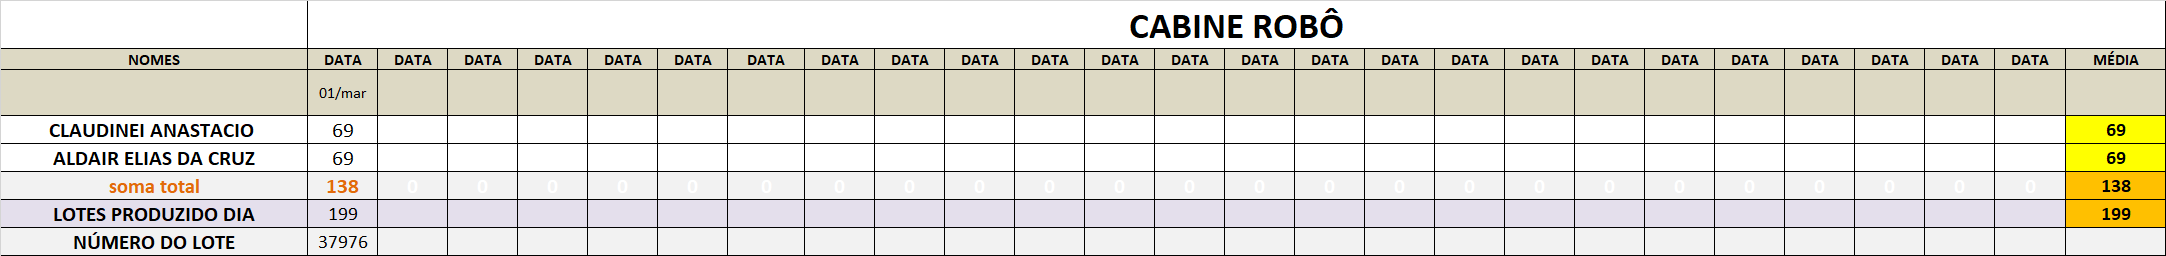 CABINE ROBÔ
NOMES DATA DATA DATA DATA DATA DATA DATA DATA DATA DATA DATA DATA DATA DATA DATA DATA DATA DATA DATA DATA DATA DATA DATA DATA DATA MÉDIA
01/mar
CLAUDINEI ANASTACIO 69 69
ALDAIR ELIAS DA CRUZ 69 69
soma total 138 0 0 0 0 0 0 0 0 0 0 0 0 0 0 0 0 0 0 0 0 0 0 0 0 138
LOTES PRODUZIDO DIA 199 199
NÚMERO DO LOTE 37976